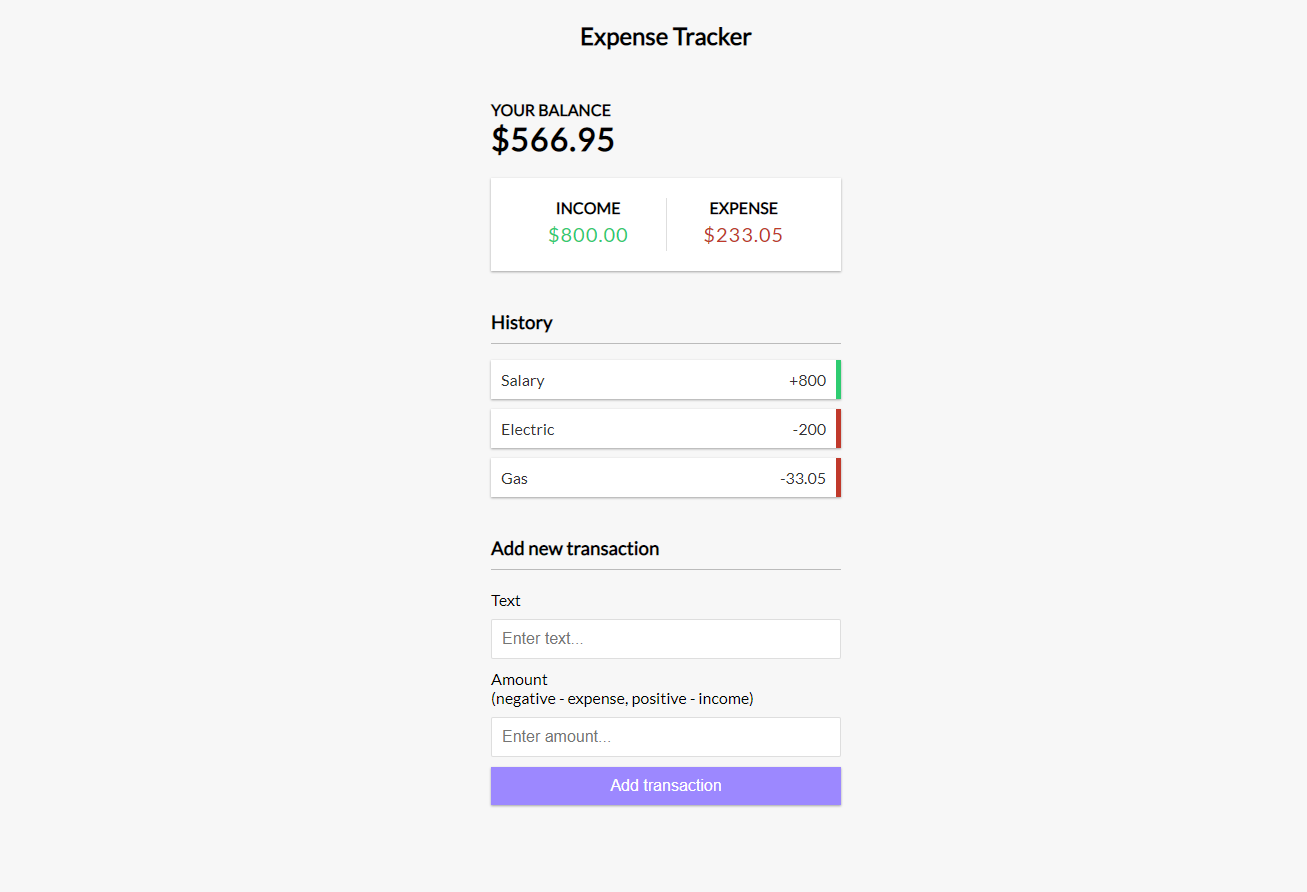 Expense Tracker
YOUR BALANCE
$566.95
INCOME EXPENSE
$800.00 $233.05
History
Salary +800
Electric -200
Gas -33.05
Add new transaction
Text
Enter text...
Amount
(negative - expense, positive - income)
Enter amount...
Add transaction